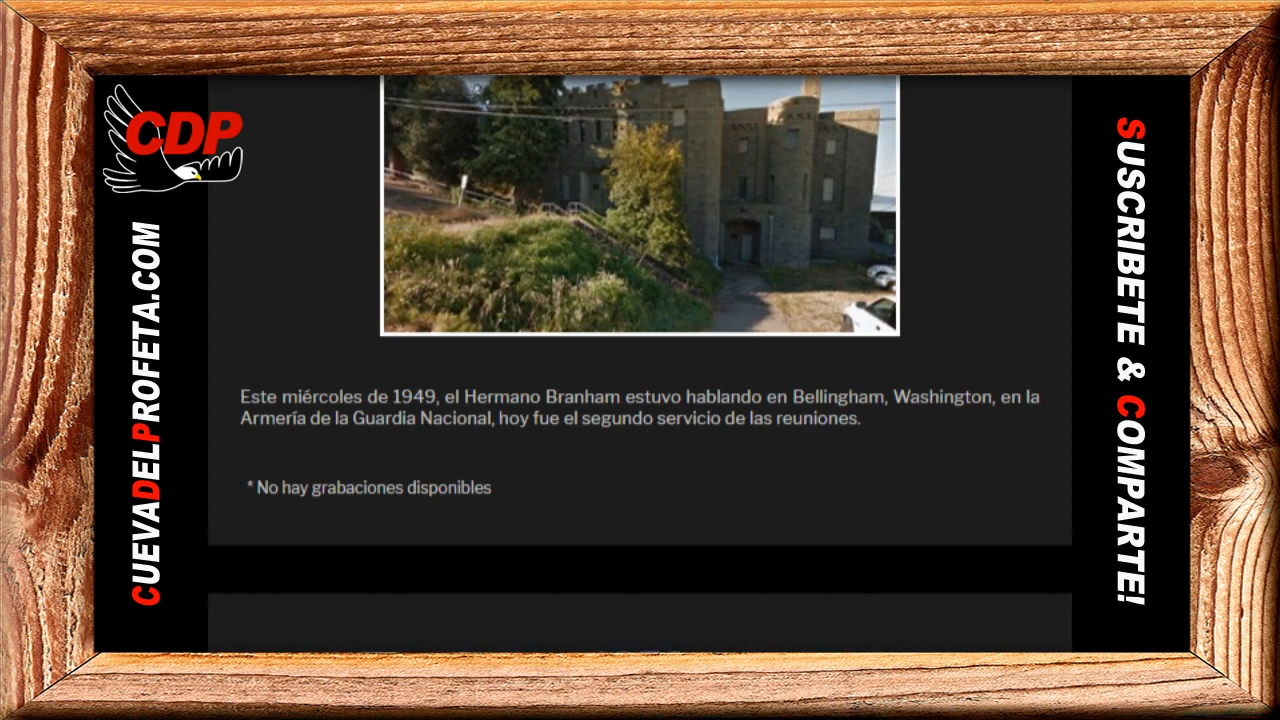 CDP
CUEVADELPROFETA.COM
SUSCRIBETE & COMPARTE!
Este miércoles de 1949, el Hermano Branham estuvo hablando en Bellingham, Washington, en la
Armería de la Guardia Nacional, hoy fue el segundo servicio de las reuniones.
* No hay grabaciones disponibles